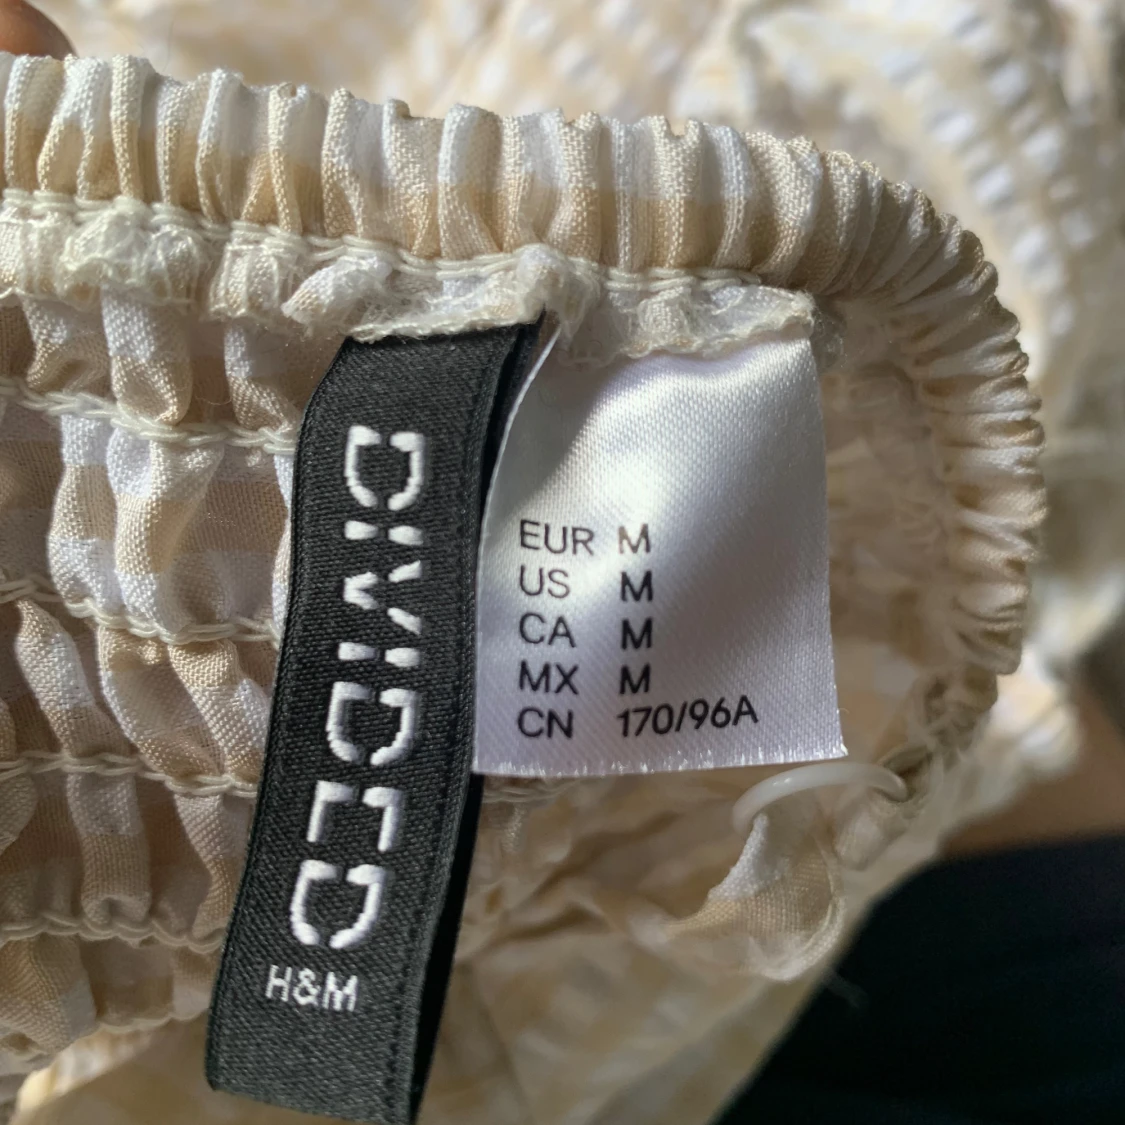 DIVIDED
H&M
EUR M
US M
CA M
MX M
CN 170/96A